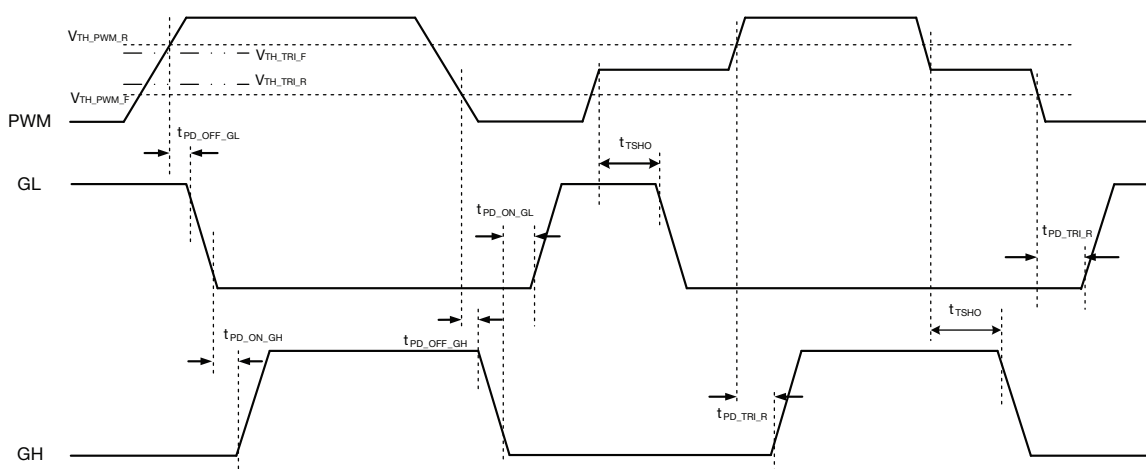 VTH_PWM_R
VTH_TRI_F
VTH_TRI_R
VTH_PWM_F
PWM
tPD_OFF_GL
tTSHO
GL
tPD_ON_GL
tPD_TRI_R
tTSHO
tPD_ON_GH
tPD_OFF_GH
tPD_TRI_R
GH